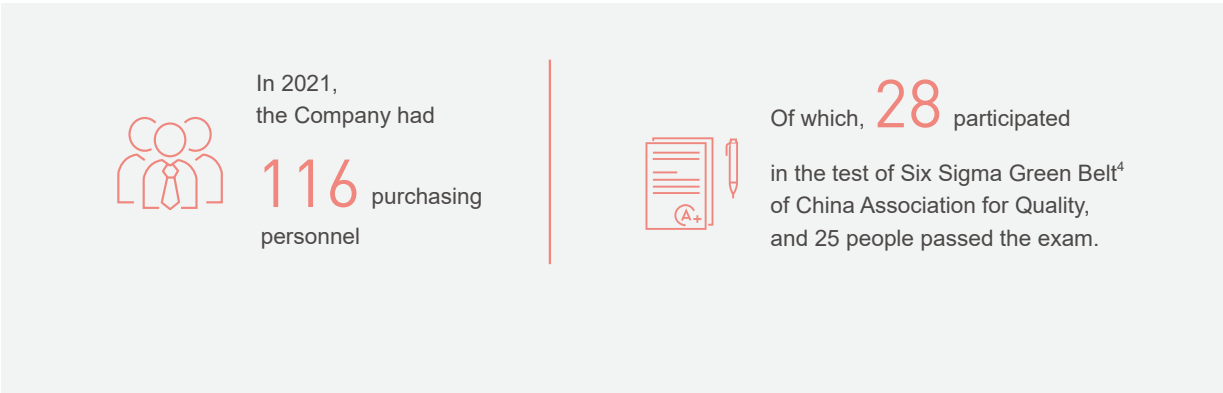 In 2021,
the Company had
116 purchasing
personnel
Of which, 28 participated
in the test of Six Sigma Green Belt⁴
of China Association for Quality,
and 25 people passed the exam.
A+